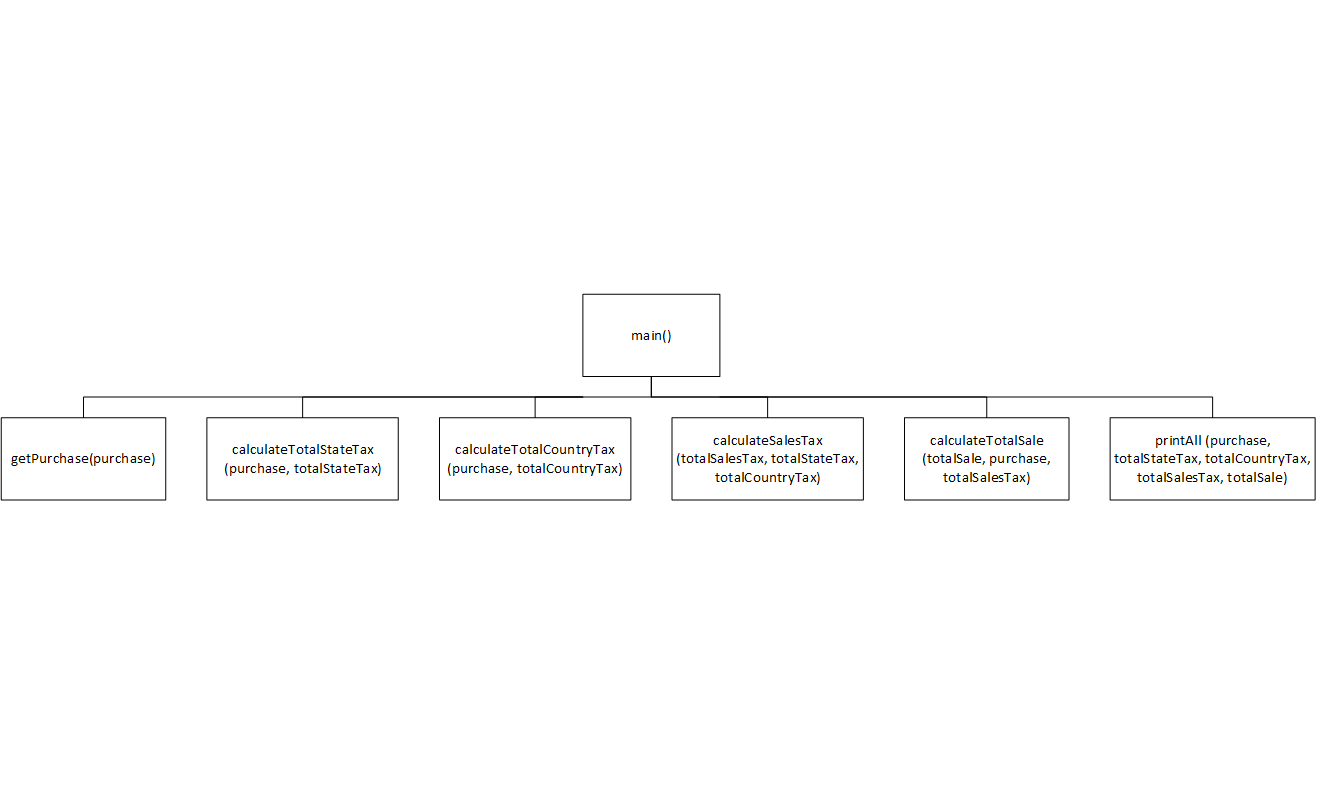 main()
getPurchase(purchase)
calculateTotalStateTax
(purchase, totalStateTax)
calculateTotalCountryTax
(purchase, totalCountryTax)
calculateSalesTax
(totalSalesTax, totalStateTax,
totalCountryTax)
calculateTotalSale
(totalSale, purchase,
totalSalesTax)
printAll (purchase,
totalStateTax, totalCountryTax,
totalSalesTax, totalSale)